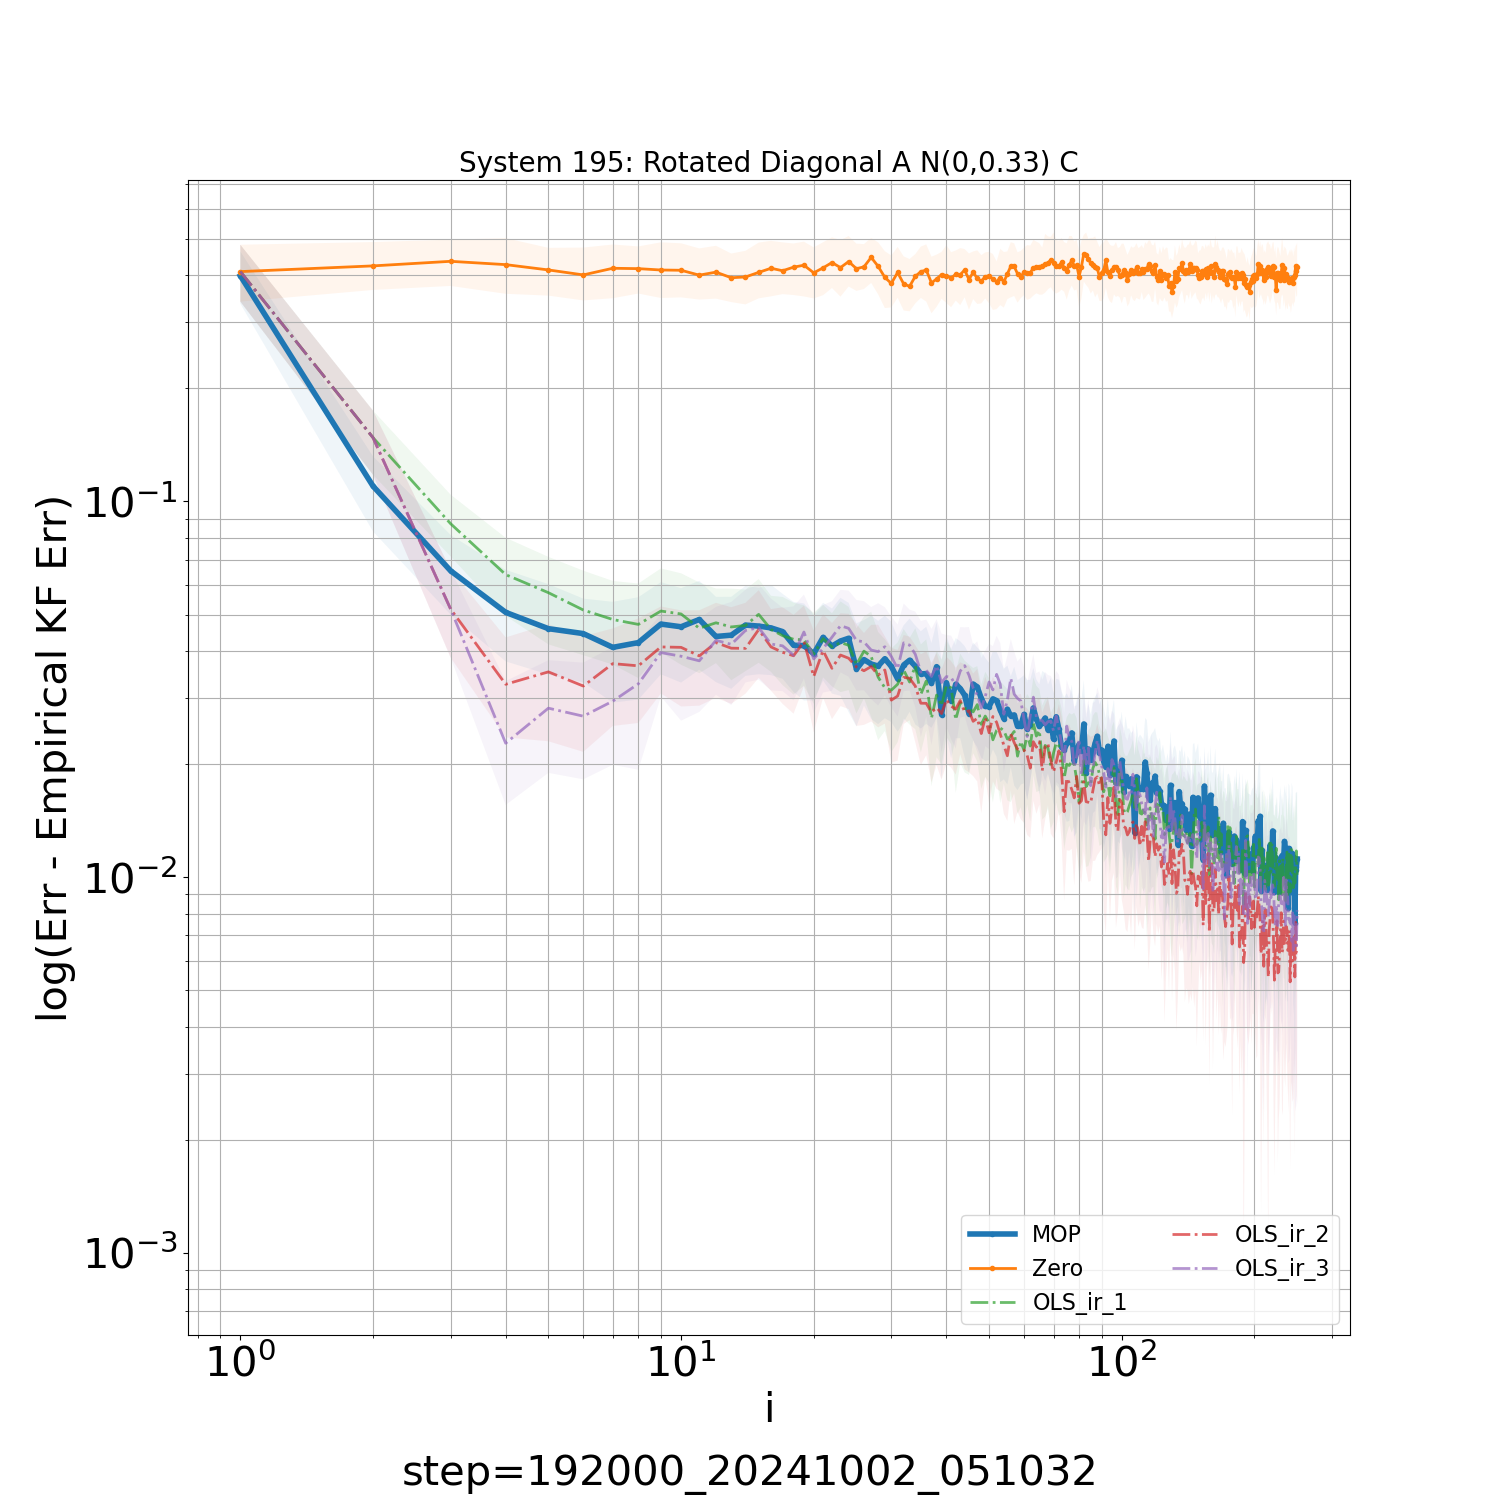 System 195: Rotated Diagonal A N(0,0.33) C
log(Err - Empirical KF Err)
10⁻¹
10⁻²
10⁻³
10⁰
10¹
10²
i
MOP
Zero
OLS_ir_1
OLS_ir_2
OLS_ir_3
step=192000_20241002_051032